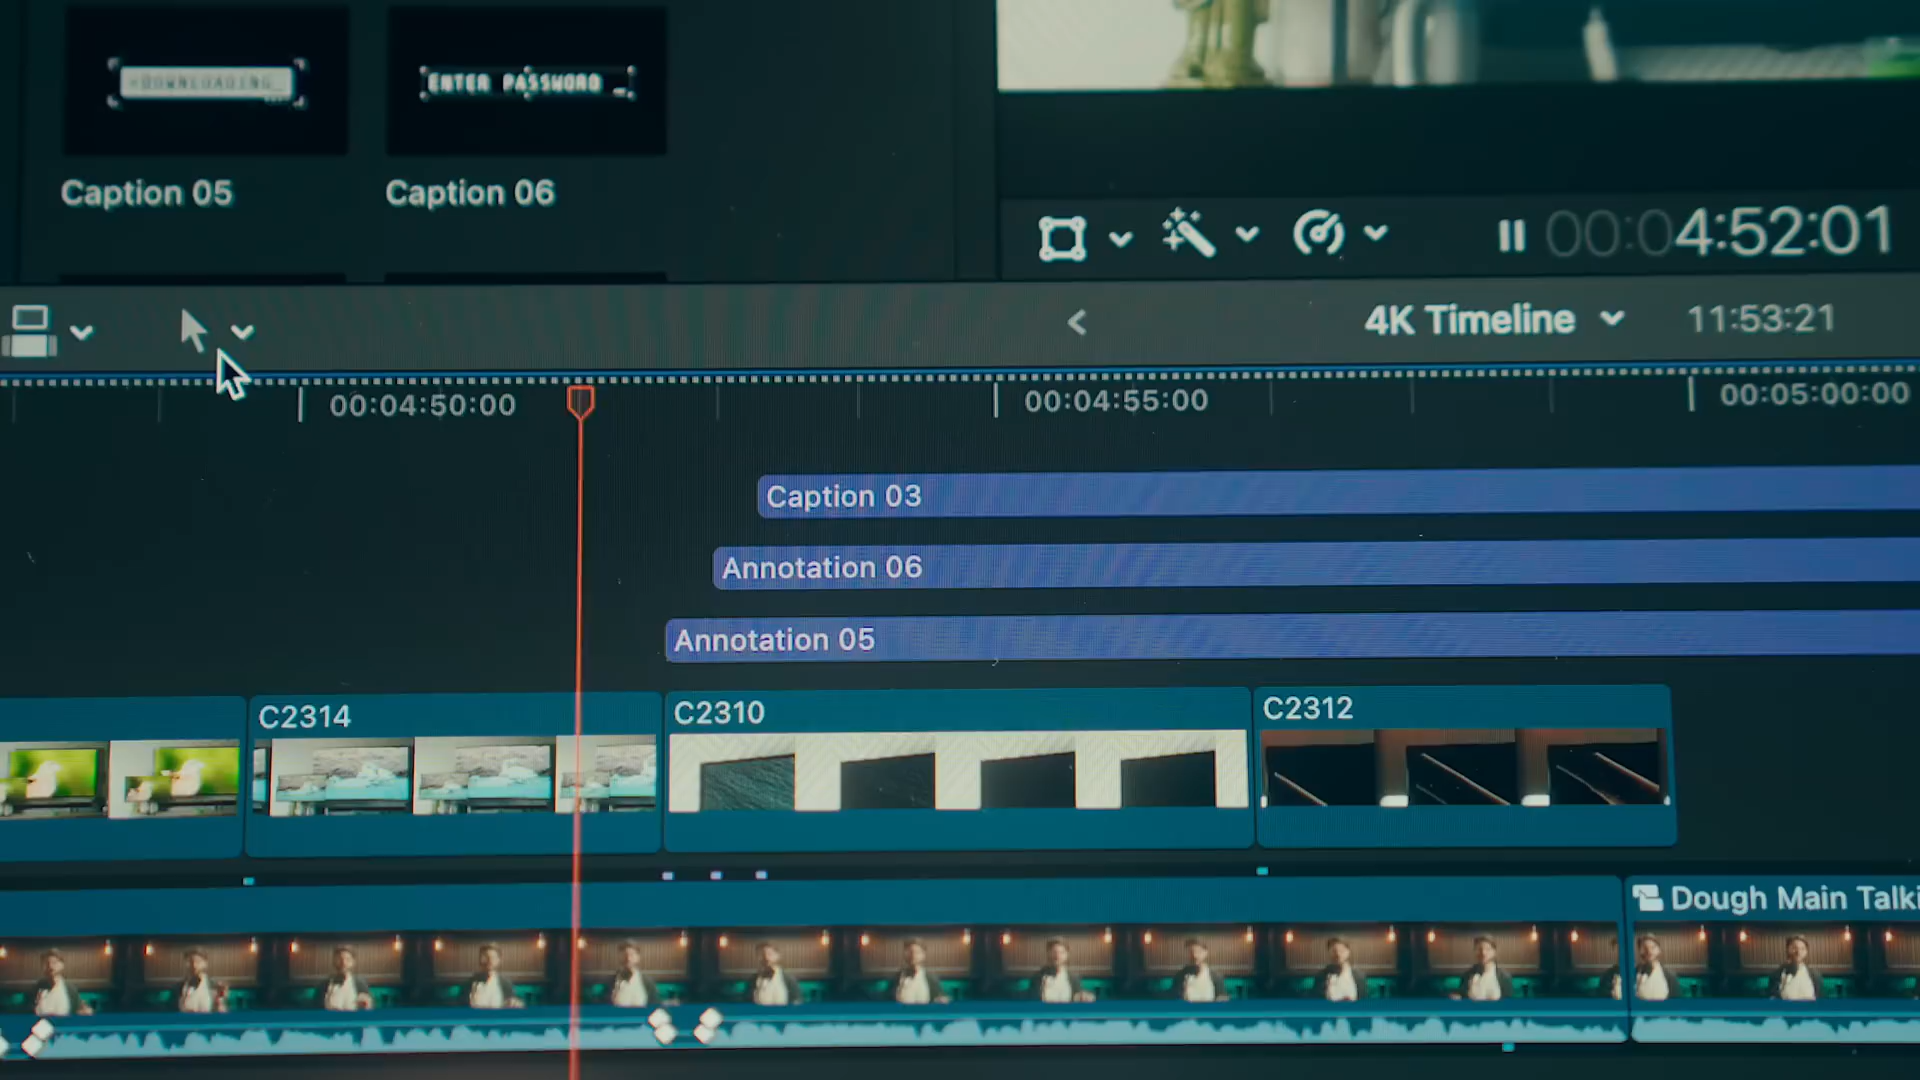 <DOWNLOADING_
ENTER PASSWORD _
Caption 05
Caption 06
00:04:52:01
4K Timeline
11:53:21
00:04:50:00
00:04:55:00
00:05:00:00
Caption 03
Annotation 06
Annotation 05
C2314
C2310
C2312
Dough Main Talki